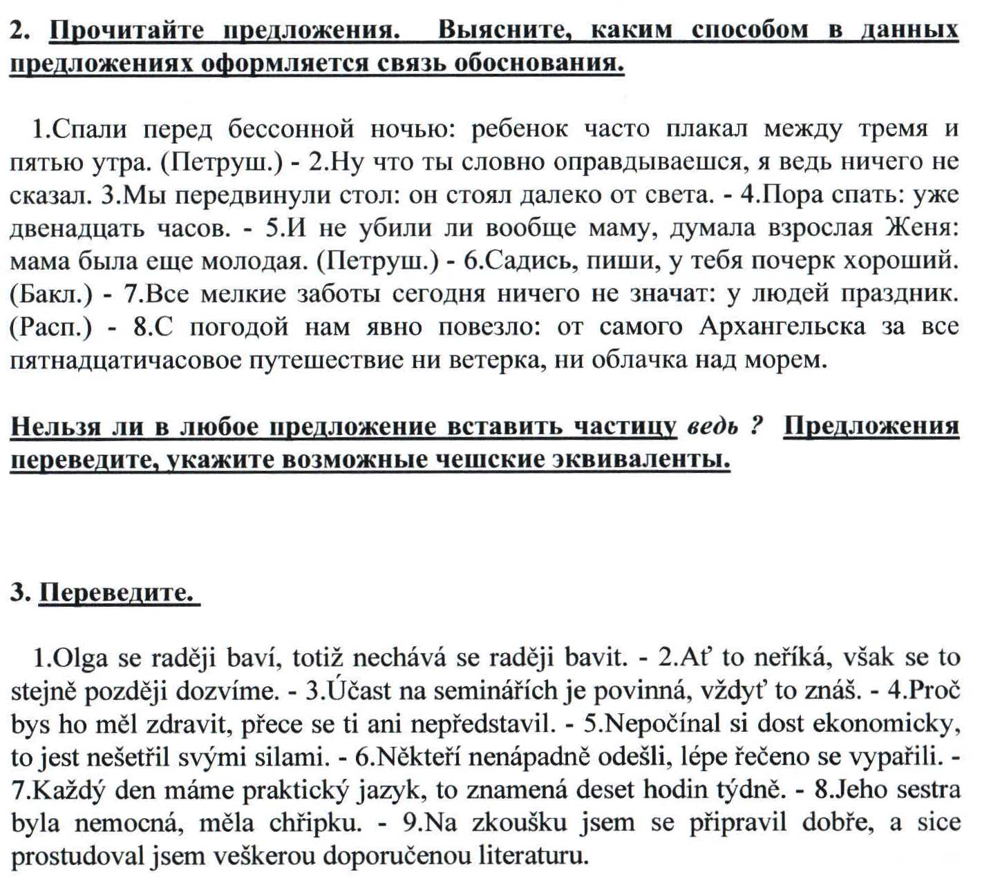 2. Прочитайте предложения. Выясните, каким способом в данных
предложениях оформляется связь обоснования.
1.Спали перед бессонной ночью: ребенок часто плакал между тремя и
пятью утра. (Петруш.) - 2.Ну что ты словно оправдываешся, я ведь ничего не
сказал. 3.Мы передвинули стол: он стоял далеко от света. - 4.Пора спать: уже
двенадцать часов. - 5.И не убили ли вообще маму, думала взрослая Женя:
мама была еще молодая. (Петруш.) - 6.Садись, пиши, у тебя почерк хороший.
(Бакл.) - 7.Все мелкие заботы сегодня ничего не значат: у людей праздник.
(Расп.) - 8.С погодой нам явно повезло: от самого Архангельска за все
пятнадцатичасовое путешествие ни ветерка, ни облачка над морем.
Нельзя ли в любое предложение вставить частицу ведь ? Предложения
переведите, укажите возможные чешские эквиваленты.
3. Переведите.
1.Olga se raději baví, totiž nechává se raději bavit. - 2.Ať to neříká, však se to
stejně později dozvíme. - 3.Účast na seminářích je povinná, vždyť to znáš. - 4.Proč
bys ho měl zdravit, přece se ti ani nepředstavil. - 5.Nepočínal si dost ekonomicky,
to jest nešetřil svými silami. - 6.Někteří nenápadně odešli, lépe řečeno se vypařili. -
7.Každý den máme praktický jazyk, to znamená deset hodin týdně. - 8.Jeho sestra
byla nemocná, měla chřipku. - 9.Na zkoušku jsem se připravil dobře, a sice
prostudoval jsem veškerou doporučenou literaturu.